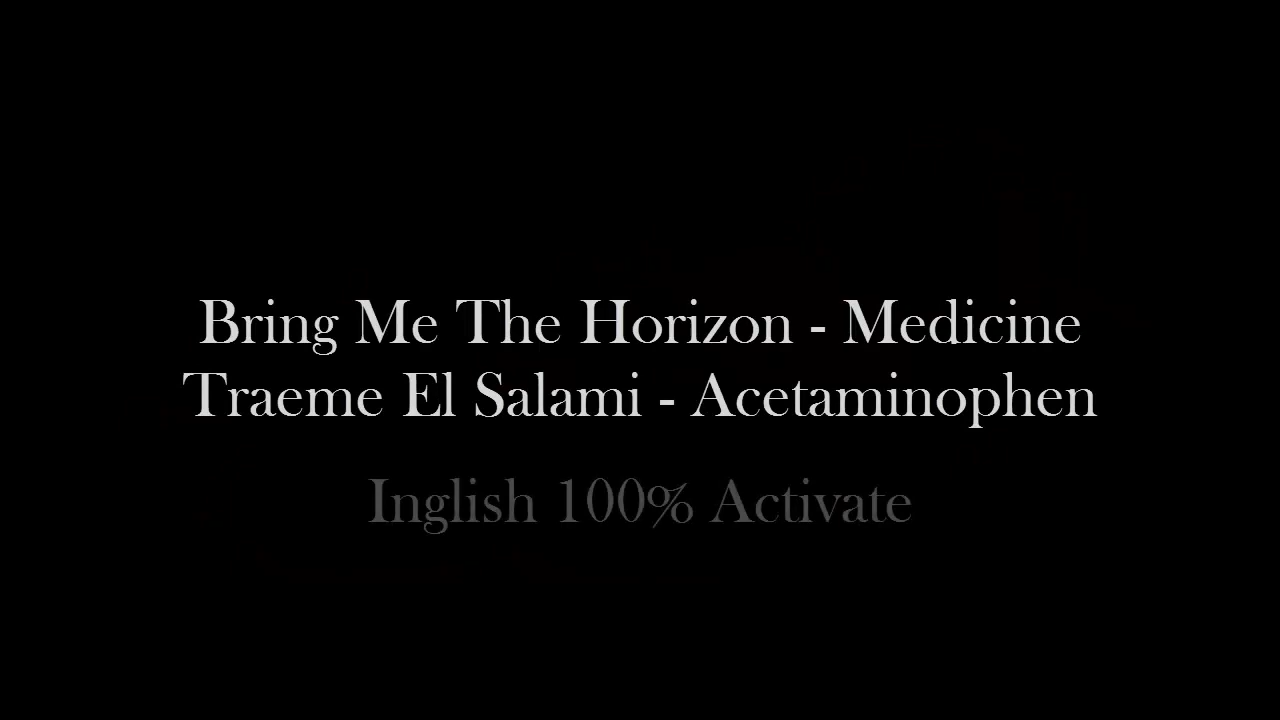 Bring Me The Horizon - Medicine
Traeme El Salami - Acetaminophen
Inglish 100% Activate